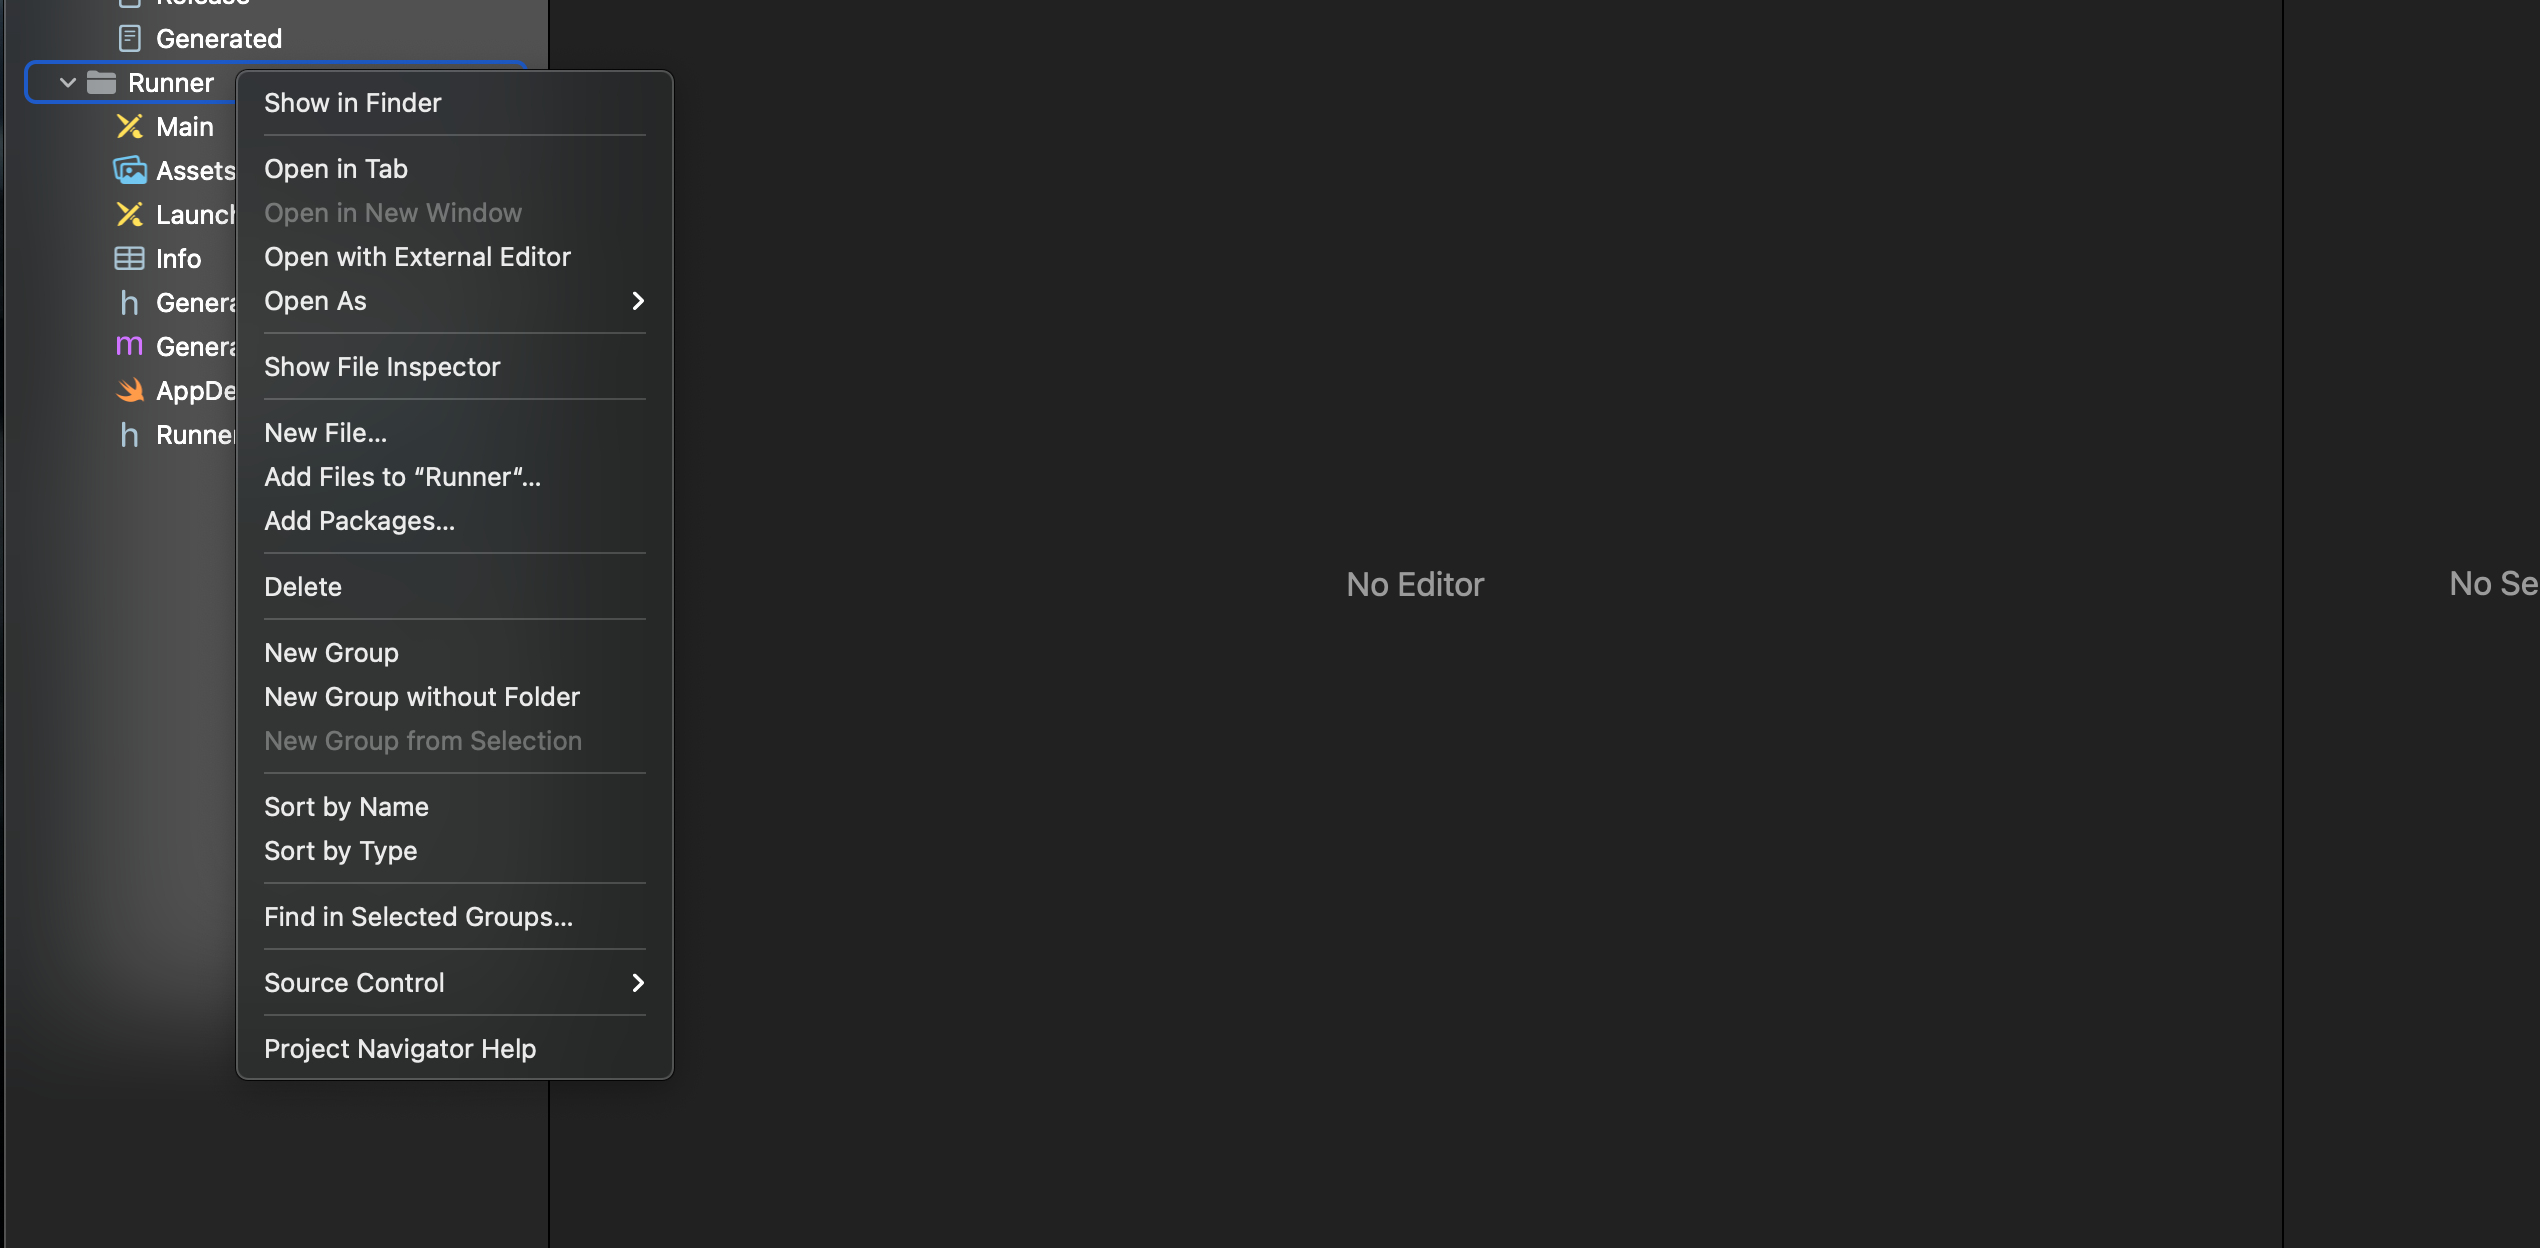 Release
Generated
Runner
Main
Assets
Launch
Info
Genera
Genera
AppDe
Runner
Show in Finder
Open in Tab
Open in New Window
Open with External Editor
Open As
Show File Inspector
New File...
Add Files to “Runner“...
Add Packages...
Delete
New Group
New Group without Folder
New Group from Selection
Sort by Name
Sort by Type
Find in Selected Groups...
Source Control
Project Navigator Help
No Editor
No Se